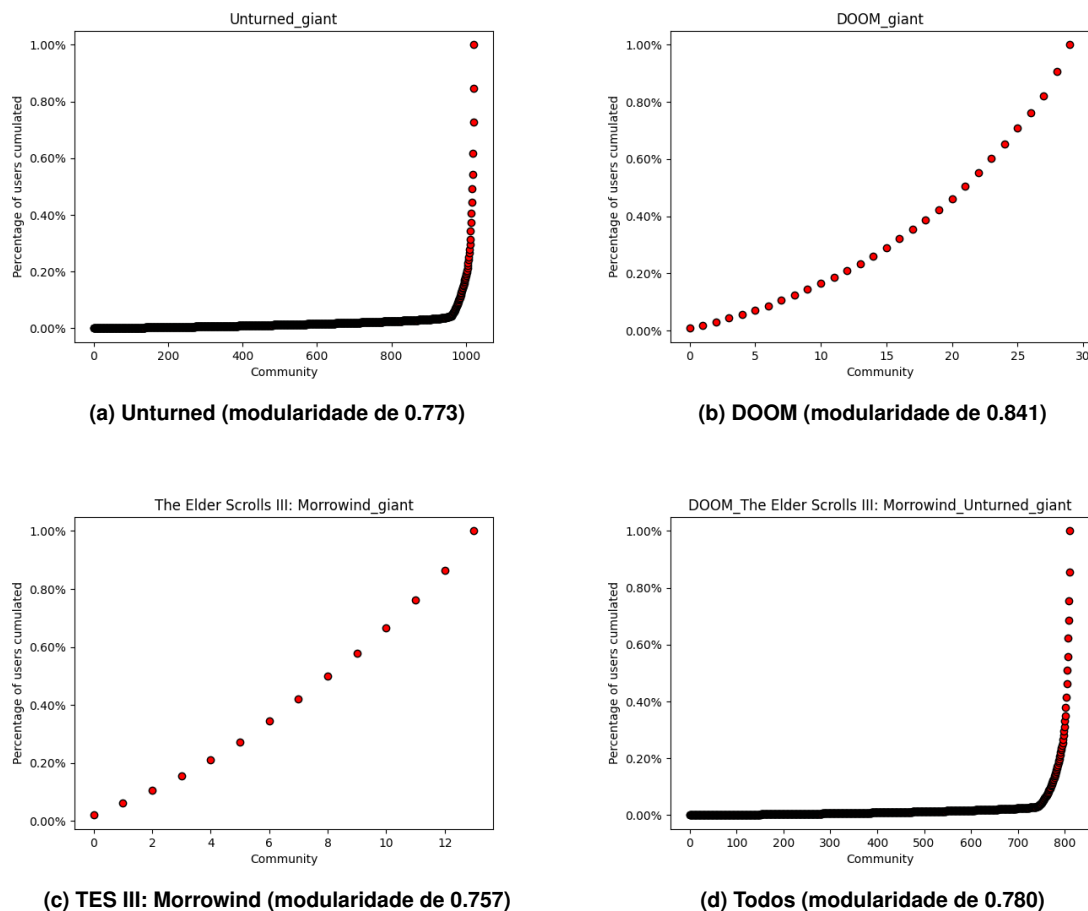 Unturned_giant
1.00%
0.80%
0.60%
0.40%
0.20%
0.00%
Percentage of users cumulated
0 200 400 600 800 1000
Community
(a) Unturned (modularidade de 0.773)
DOOM_giant
1.00%
0.80%
0.60%
0.40%
0.20%
0.00%
Percentage of users cumulated
0 5 10 15 20 25 30
Community
(b) DOOM (modularidade de 0.841)
The Elder Scrolls III: Morrowind_giant
1.00%
0.80%
0.60%
0.40%
0.20%
0.00%
Percentage of users cumulated
0 2 4 6 8 10 12
Community
(c) TES III: Morrowind (modularidade de 0.757)
DOOM_The Elder Scrolls III: Morrowind_Unturned_giant
1.00%
0.80%
0.60%
0.40%
0.20%
0.00%
Percentage of users cumulated
0 100 200 300 400 500 600 700 800
Community
(d) Todos (modularidade de 0.780)